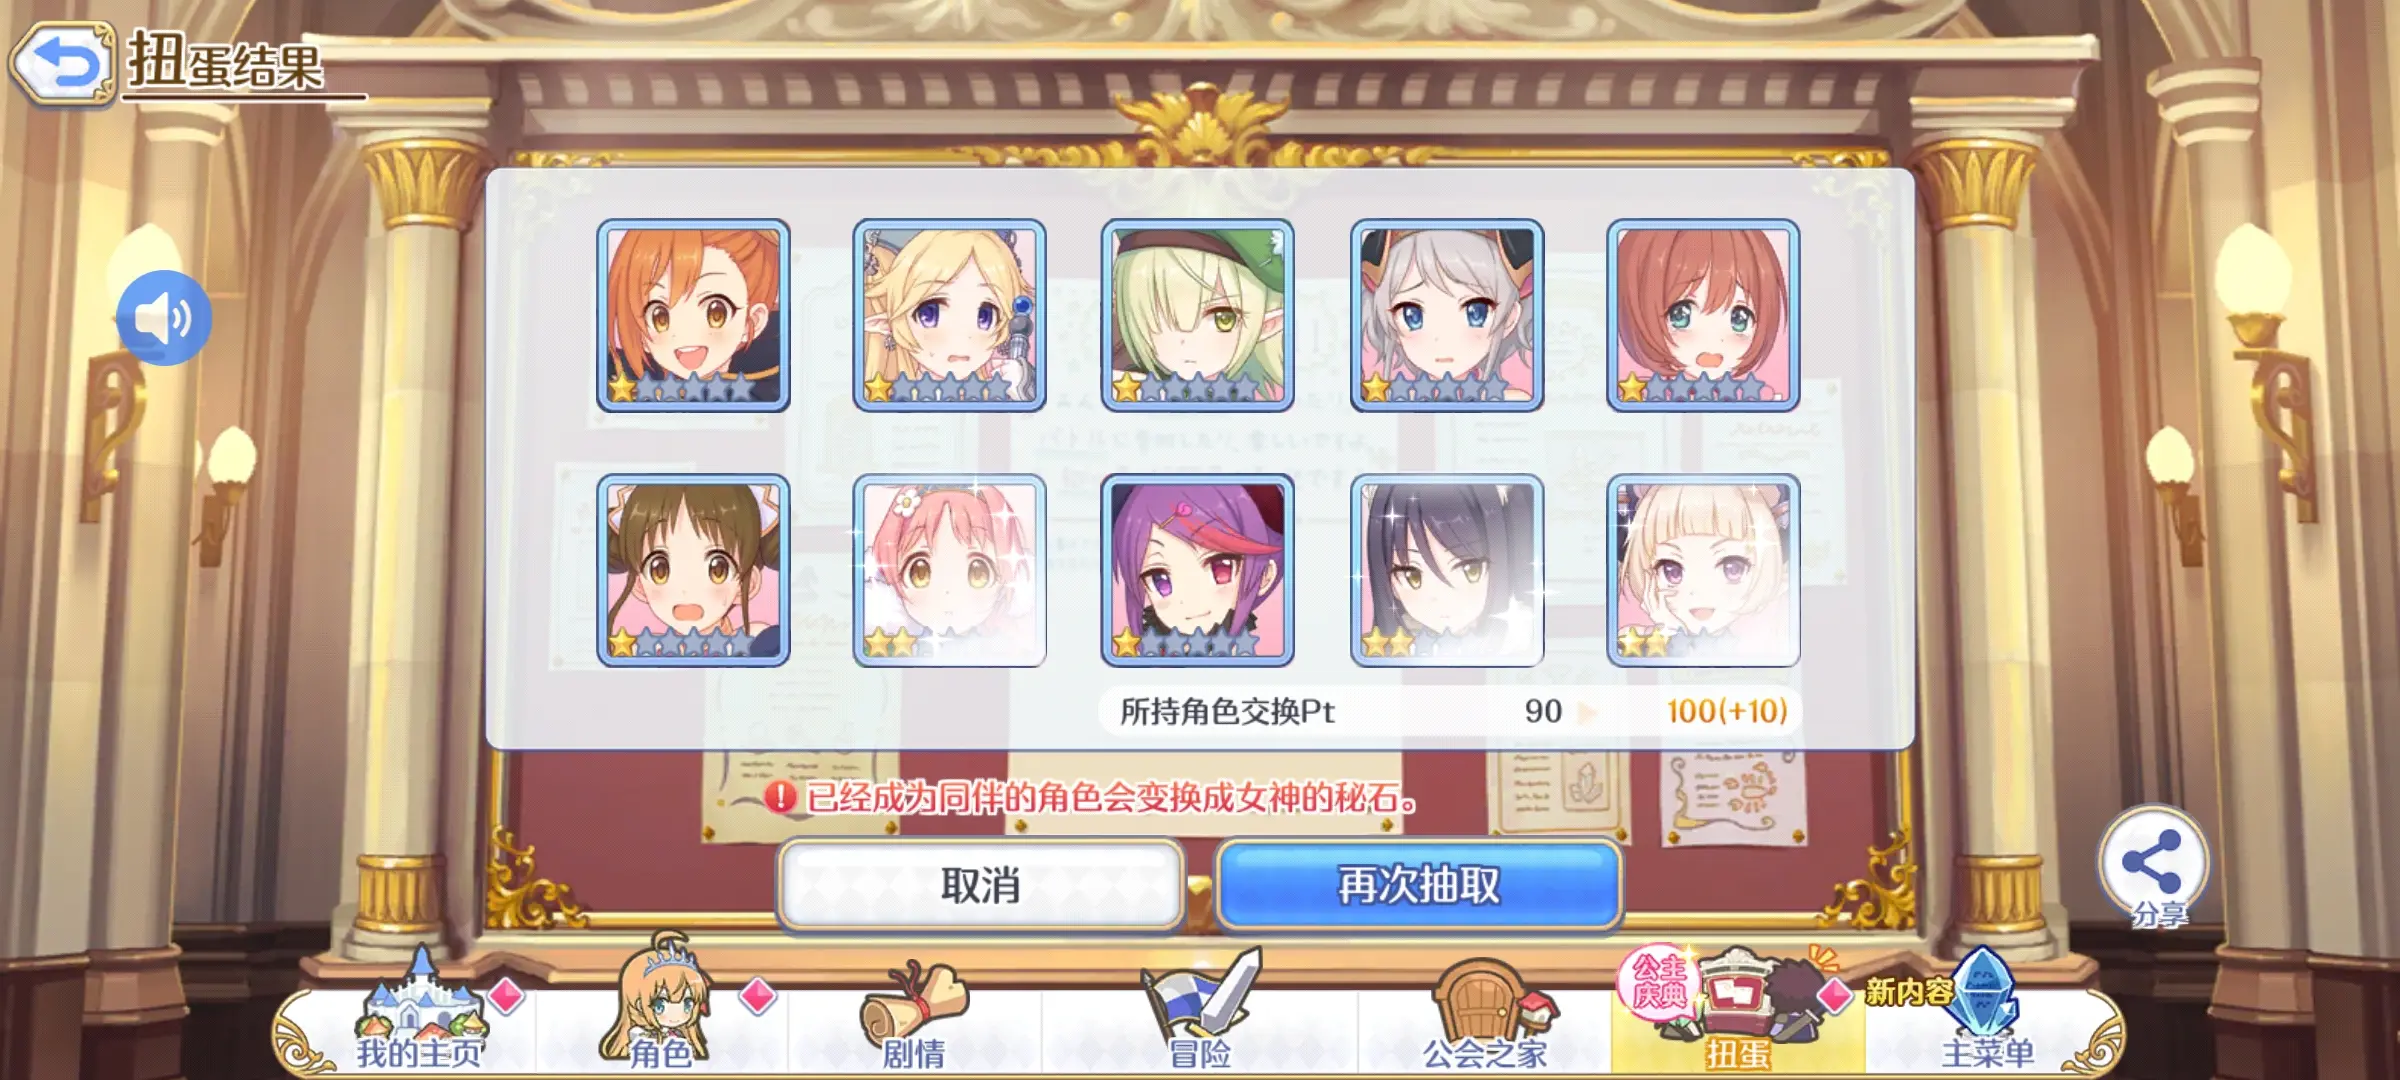 扭蛋结果
所持角色交换Pt 90 100(+10)
已经成为同伴的角色会变换成女神的秘石。
取消
再次抽取
分享
公主
庆典
新内容
我的主页
角色
剧情
冒险
公会之家
扭蛋
主菜单